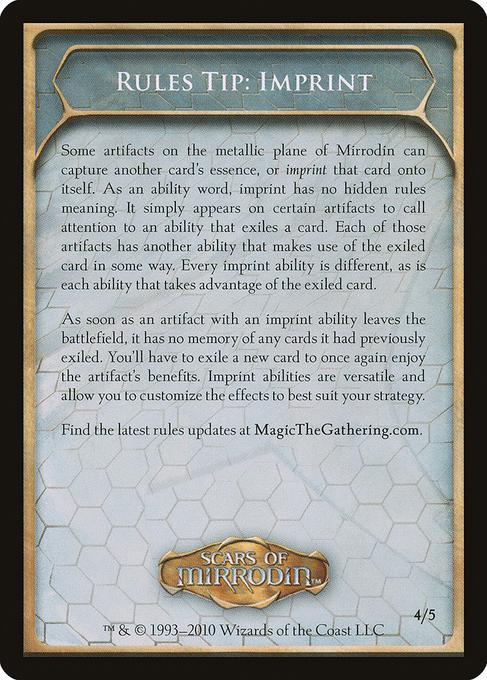 Rules Tip: Imprint
Some artifacts on the metallic plane of Mirrodin can
capture another card's essence, or imprint that card onto
itself. As an ability word, imprint has no hidden rules
meaning. It simply appears on certain artifacts to call
attention to an ability that exiles a card. Each of those
artifacts has another ability that makes use of the exiled
card in some way. Every imprint ability is different, as is
each ability that takes advantage of the exiled card.
As soon as an artifact with an imprint ability leaves the
battlefield, it has no memory of any cards it had previously
exiled. You'll have to exile a new card to once again enjoy
the artifact's benefits. Imprint abilities are versatile and
allow you to customize the effects to best suit your strategy.
Find the latest rules updates at MagicTheGathering.com.
SCARS OF
MIRRODIN™
4/5
™ & © 1993–2010 Wizards of the Coast LLC